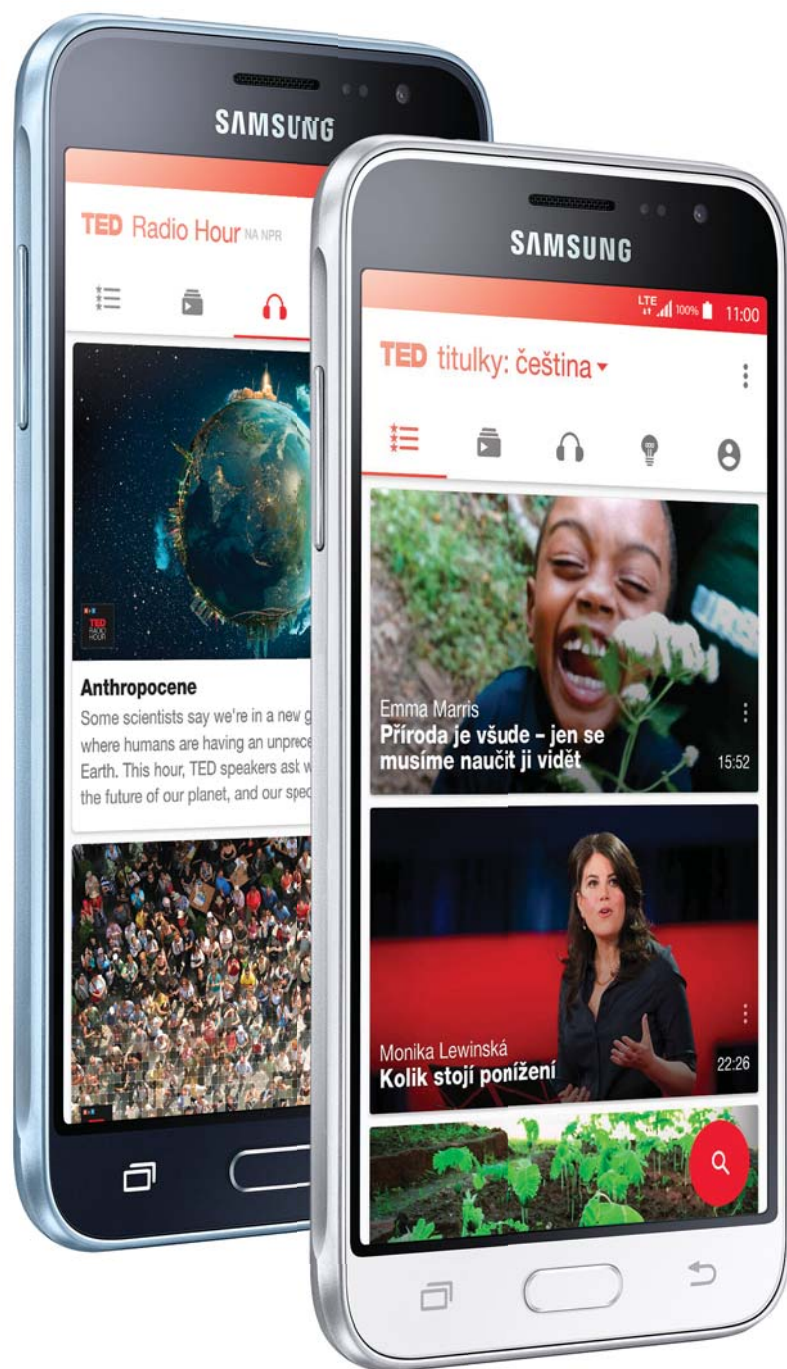 SAMSUNG
TED Radio Hour NA NPR
TED
RADIO
HOUR
Anthropocene
Some scientists say we're in a new
where humans are having an
Earth. This hour, TED speakers ask
the future of our planet, and our
SAMSUNG
LTE 100% 11:00
TED titulky: čeština
Emma Marris
Příroda je všude – jen se
musíme naučit ji vidět 15:52
Monika Lewinská
Kolik stojí ponížení 22:26